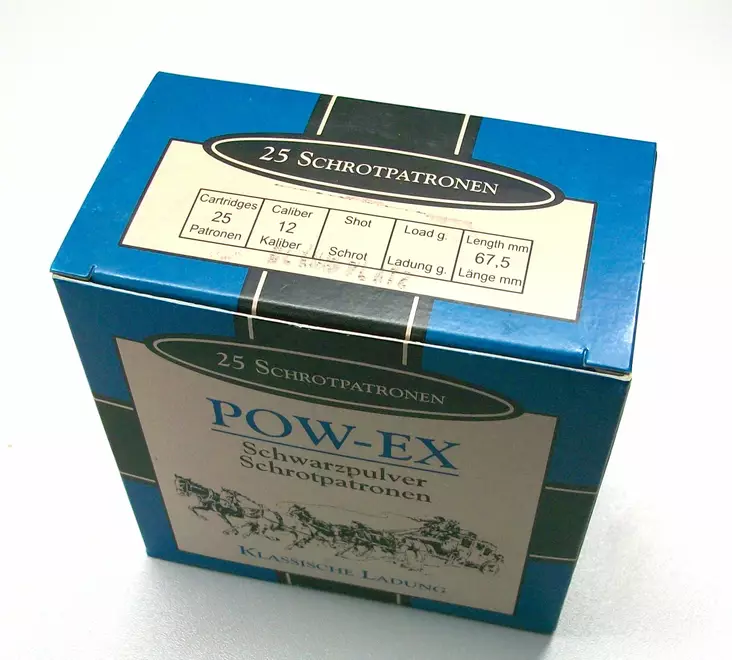 25 SCHROTPATRONEN
Cartridges Caliber Shot Load g. Length mm
25 12 67,5
Patronen Kaliber Schrot Ladung g. Länge mm
25 SCHROTPATRONEN
POW-EX
Schwarzpulver
Schrotpatronen
KLASSISCHE LADUNG